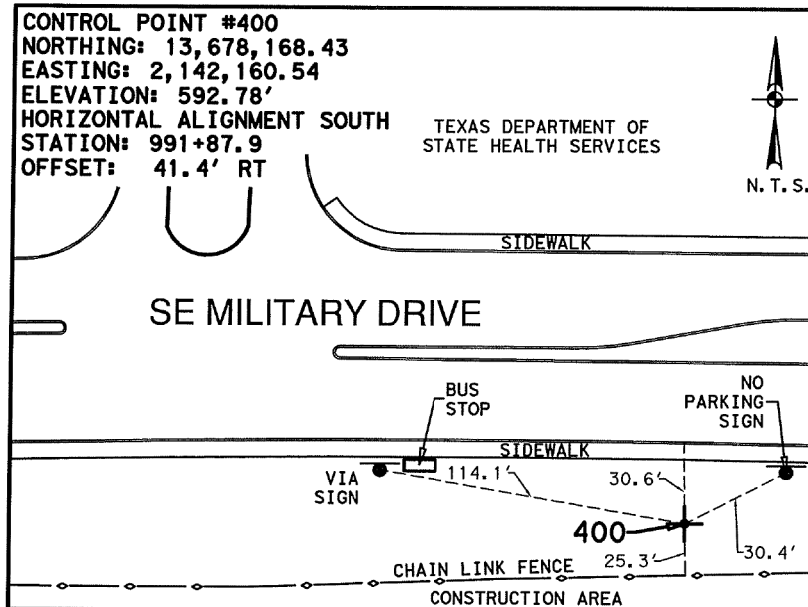 CONTROL POINT #400
NORTHING: 13,678,168.43
EASTING: 2,142,160.54
ELEVATION: 592.78'
HORIZONTAL ALIGNMENT SOUTH
STATION: 991+87.9
OFFSET: 41.4' RT
TEXAS DEPARTMENT OF
STATE HEALTH SERVICES
N.T.S.
SIDEWALK
SE MILITARY DRIVE
BUS
STOP
NO
PARKING
SIGN
SIDEWALK
VIA
SIGN
114.1'
30.6'
400
25.3'
30.4'
CHAIN LINK FENCE
CONSTRUCTION AREA